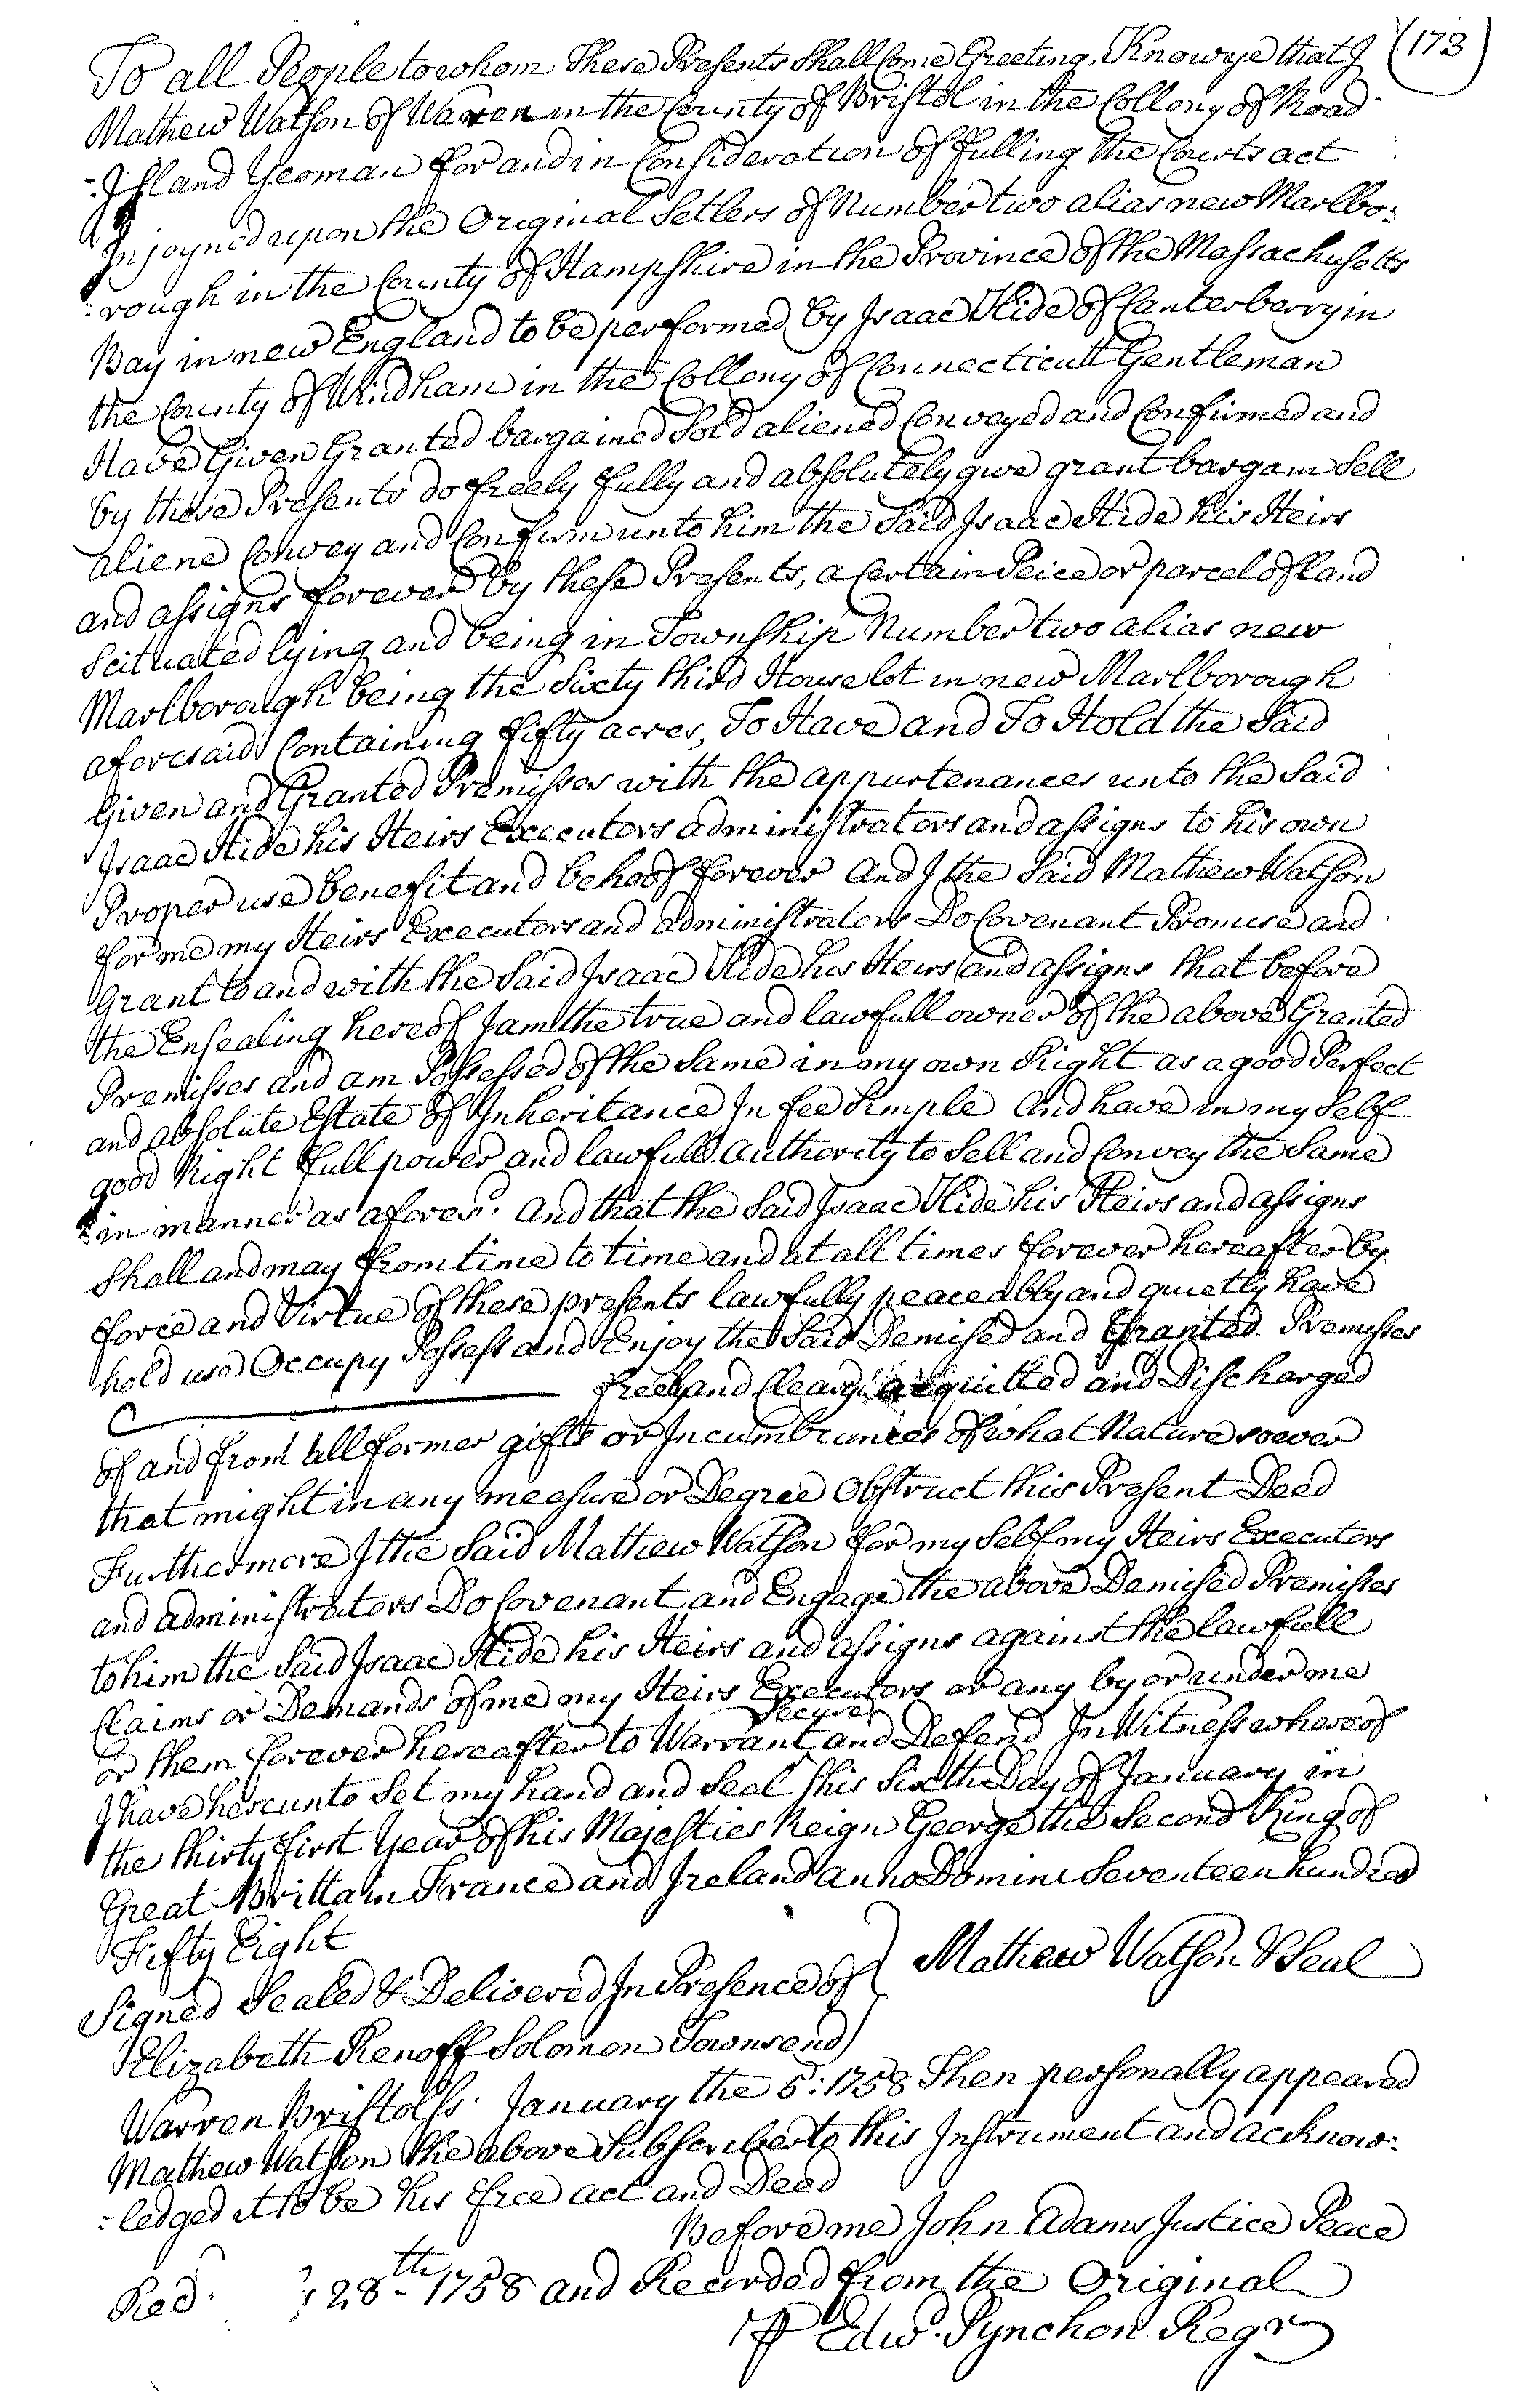 (173)
To all People to whom These Presents Shall Come Greeting, Know ye that I
Mathew Watson of Warren in the County of Bristol in the Collony of Road-
-Island Yeoman For and in Consideration of fulling the Courts act
Injoyned upon the Original Setlers of Number two alias new Marlbo-
-rough in the County of Hampshire in the Province of the Massachusetts
Bay in new England to be performed by Isaac Hide of Canterberry in
the County of Windham in the Collony of Connecticutt Gentleman
Have Given Granted bargained Sold aliened Conveyed and Confirmed and
by these Presents do freely fully and absolutely give grant bargain Sell
aliene Convey and Confirm unto him the Said Isaac Hide his Heirs
and assigns forever by these Presents, a Certain Peice or parcel of land
Scituated lying and being in Township Number two alias new
Marlborough being the Sixty third House lot in new Marlborough
aforesaid Containing fifty acres, To Have and To Hold the Said
Given and Granted Premisses with the appurtenances unto the Said
Isaac Hide his Heirs Executors administrators and assigns to his own
Proper use benefit and behoof forever And I the Said Mathew Watson
for me my Heirs Executors and administrators Do Covenant Promise and
Grant to and with the Said Isaac Hide his Heirs and assigns that before
the Ensealing hereof I am the true and lawfull owner of the above Granted
Premisses and am Possessed of the Same in my own Right as a good Perfect
and absolute Estate of Inheritance In fee Simple And have in my Self
good Right full power and lawfull authority to Sell and Convey the Same
in manner as afores.d And that the Said Isaac Hide his Heirs and assigns
Shall and may from time to time and at all times forever hereafter by
force and Virtue of these presents lawfully peaceably and quietly have
hold use Occupy Possess and Enjoy the Said Demised and Granted Premisses
freely and Clearly acquitted and Discharged
of and from all former gifts or Incumbrances of what Nature soever
that might in any measure or Degree Obstruct this Present Deed
Furthermore I the Said Mathew Watson for my Self my Heirs Executors
and administrators Do Covenant and Engage the above Demised Premisses
to him the Said Isaac Hide his Heirs and assigns against the lawfull
Claims or Demands of me my Heirs Executors or any by or under me
Secure
or them forever hereafter to Warrant and Defend In Witness whereof
I have hereunto Set my hand and Seal this Sixth Day of January in
the thirty first Year of his Majesties Reign George the Second King of
Great Brittain France and Ireland anno Domini Seventeen hundred
Fifty Eight
Mathew Watson & Seal
Signed Sealed & Delivered In Presence of
Elizabeth Renoff Solomon Townsend
Warren Bristol Ss. January the 5: 1758 Then personally appeared
Mathew Watson the above Subscriber to this Instrument and acknow-
-ledged it to be his free act and Deed
Before me John Adams Justice Peace
Red. 28th 1758 and Recorded from the Original
P Edw. Pynchon Regr